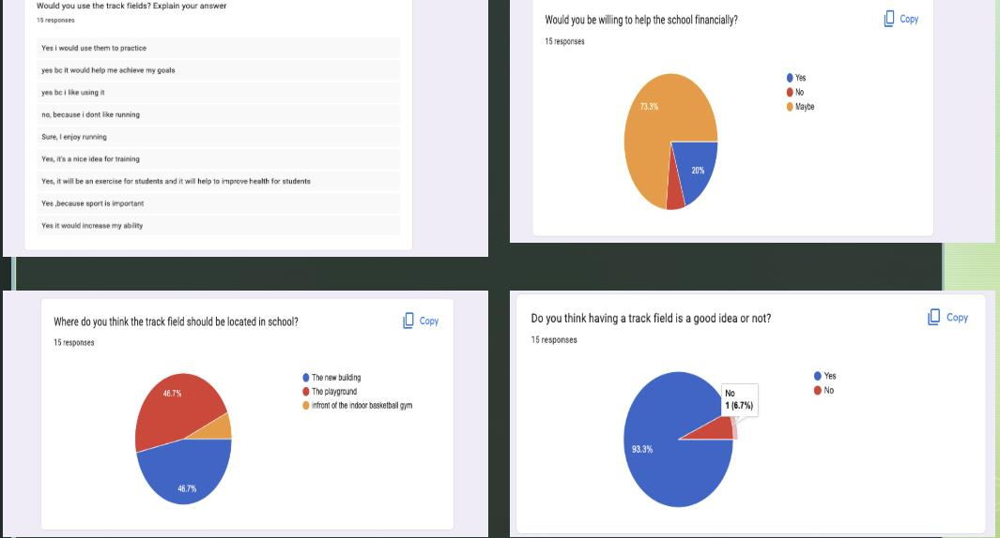 Would you use the track fields? Explain your answer
15 responses
Yes i would use them to practice
yes bc it would help me achieve my goals
yes bc i like using it
no, because i dont like running
Sure, I enjoy running
Yes, it's a nice idea for training
Yes, it will be an exercise for students and it will help to improve health for students
Yes ,because sport is important
Yes it would increase my ability
Would you be willing to help the school financially?
Copy
15 responses
Yes
No
Maybe
73.3%
20%
Where do you think the track field should be located in school?
Copy
15 responses
The new building
The playground
infront of the indoor basketball gym
46.7%
46.7%
Do you think having a track field is a good idea or not?
Copy
15 responses
Yes
No
No
1 (6.7%)
93.3%